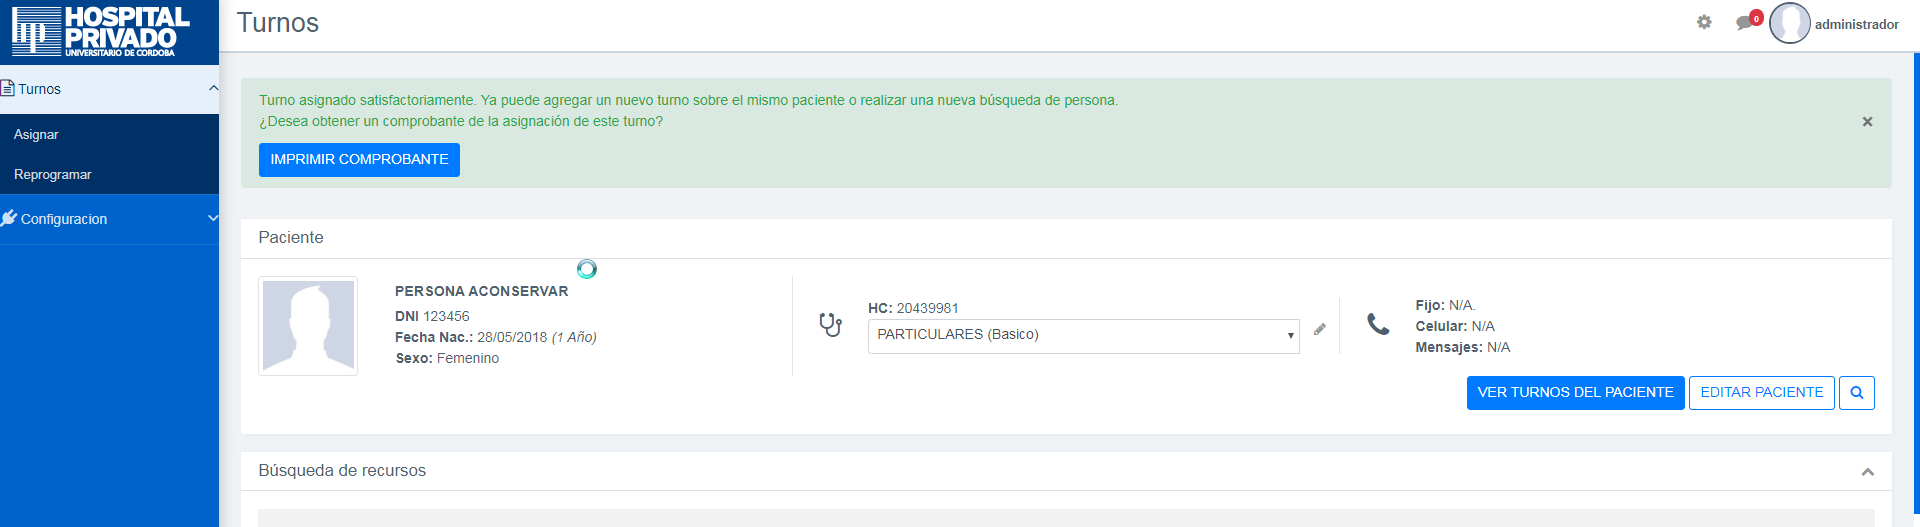 HOSPITAL
PRIVADO
UNIVERSITARIO DE CORDOBA
Turnos
0
administrador
Turnos
Asignar
Reprogramar
Configuracion
Turno asignado satisfactoriamente. Ya puede agregar un nuevo turno sobre el mismo paciente o realizar una nueva búsqueda de persona.
¿Desea obtener un comprobante de la asignación de este turno?
×
IMPRIMIR COMPROBANTE
Paciente
PERSONA ACONSERVAR
DNI 123456
Fecha Nac.: 28/05/2018 (1 Año)
Sexo: Femenino
HC: 20439981
PARTICULARES (Basico)
Fijo: N/A.
Celular: N/A
Mensajes: N/A
VER TURNOS DEL PACIENTE
EDITAR PACIENTE
Búsqueda de recursos